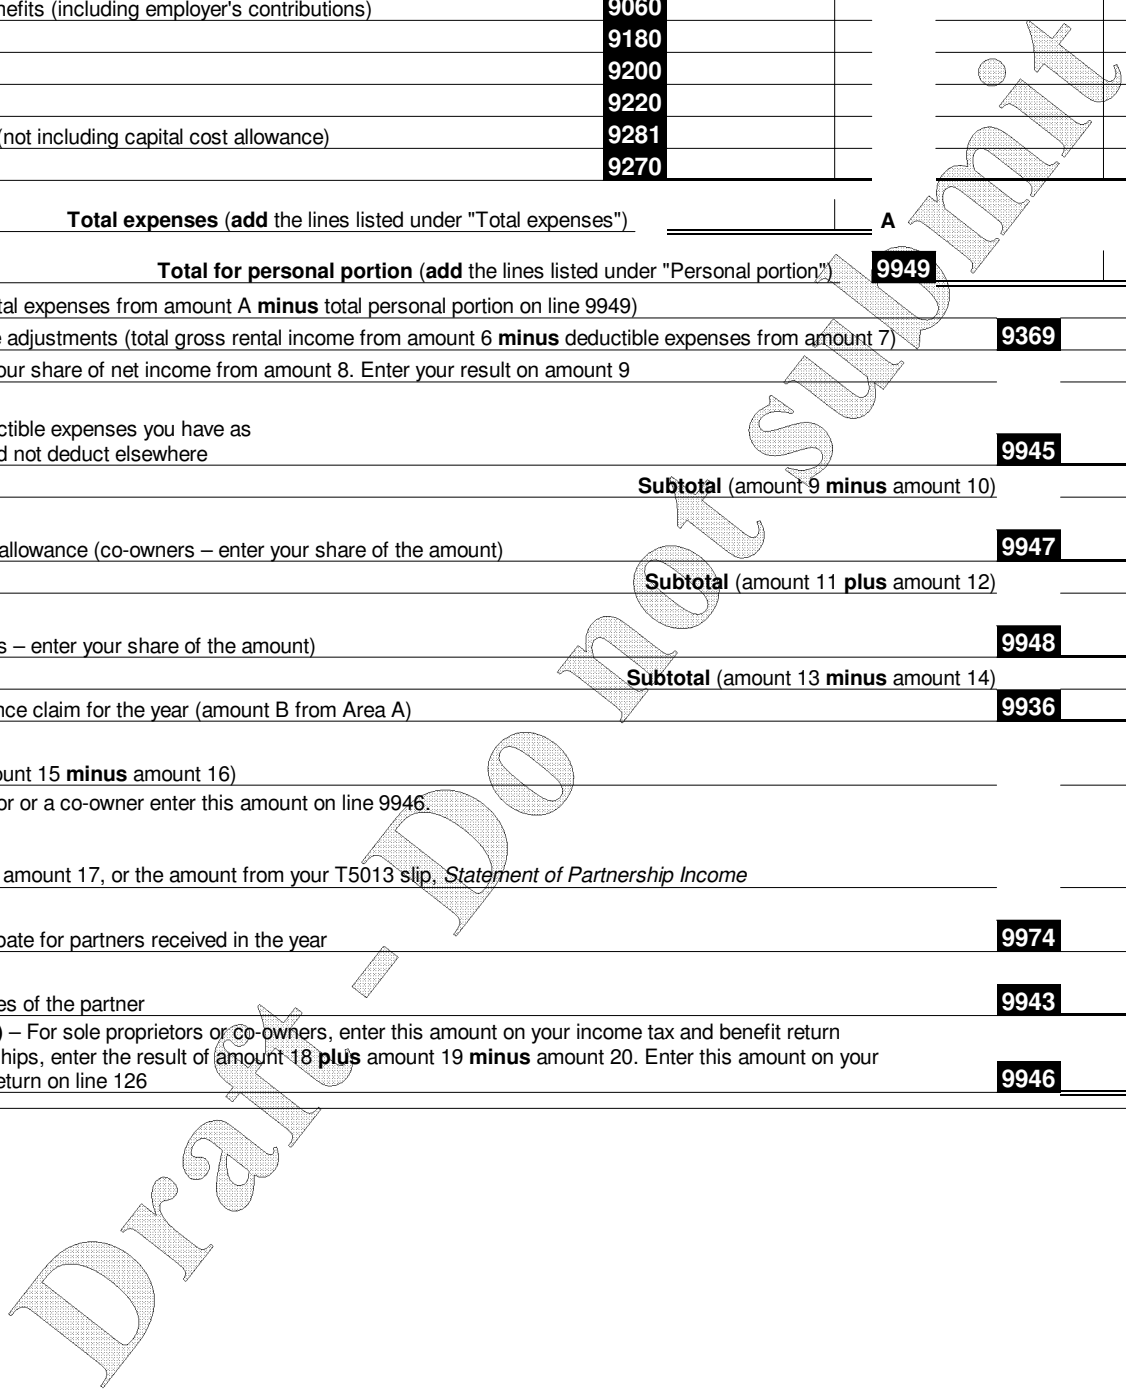 nefits (including employer's contributions) 9060
9180
9200
9220
(not including capital cost allowance) 9281
9270
Total expenses (add the lines listed under "Total expenses") A
Total for personal portion (add the lines listed under "Personal portion") 9949
tal expenses from amount A minus total personal portion on line 9949)
e adjustments (total gross rental income from amount 6 minus deductible expenses from amount 7) 9369
our share of net income from amount 8. Enter your result on amount 9
ctible expenses you have as
d not deduct elsewhere 9945
Subtotal (amount 9 minus amount 10)
allowance (co-owners – enter your share of the amount) 9947
Subtotal (amount 11 plus amount 12)
s – enter your share of the amount) 9948
Subtotal (amount 13 minus amount 14)
nce claim for the year (amount B from Area A) 9936
ount 15 minus amount 16)
or or a co-owner enter this amount on line 9946.
amount 17, or the amount from your T5013 slip, Statement of Partnership Income
bate for partners received in the year 9974
es of the partner 9943
) – For sole proprietors or co-owners, enter this amount on your income tax and benefit return
hips, enter the result of amount 18 plus amount 19 minus amount 20. Enter this amount on your
eturn on line 126 9946
Draft - Do not submit